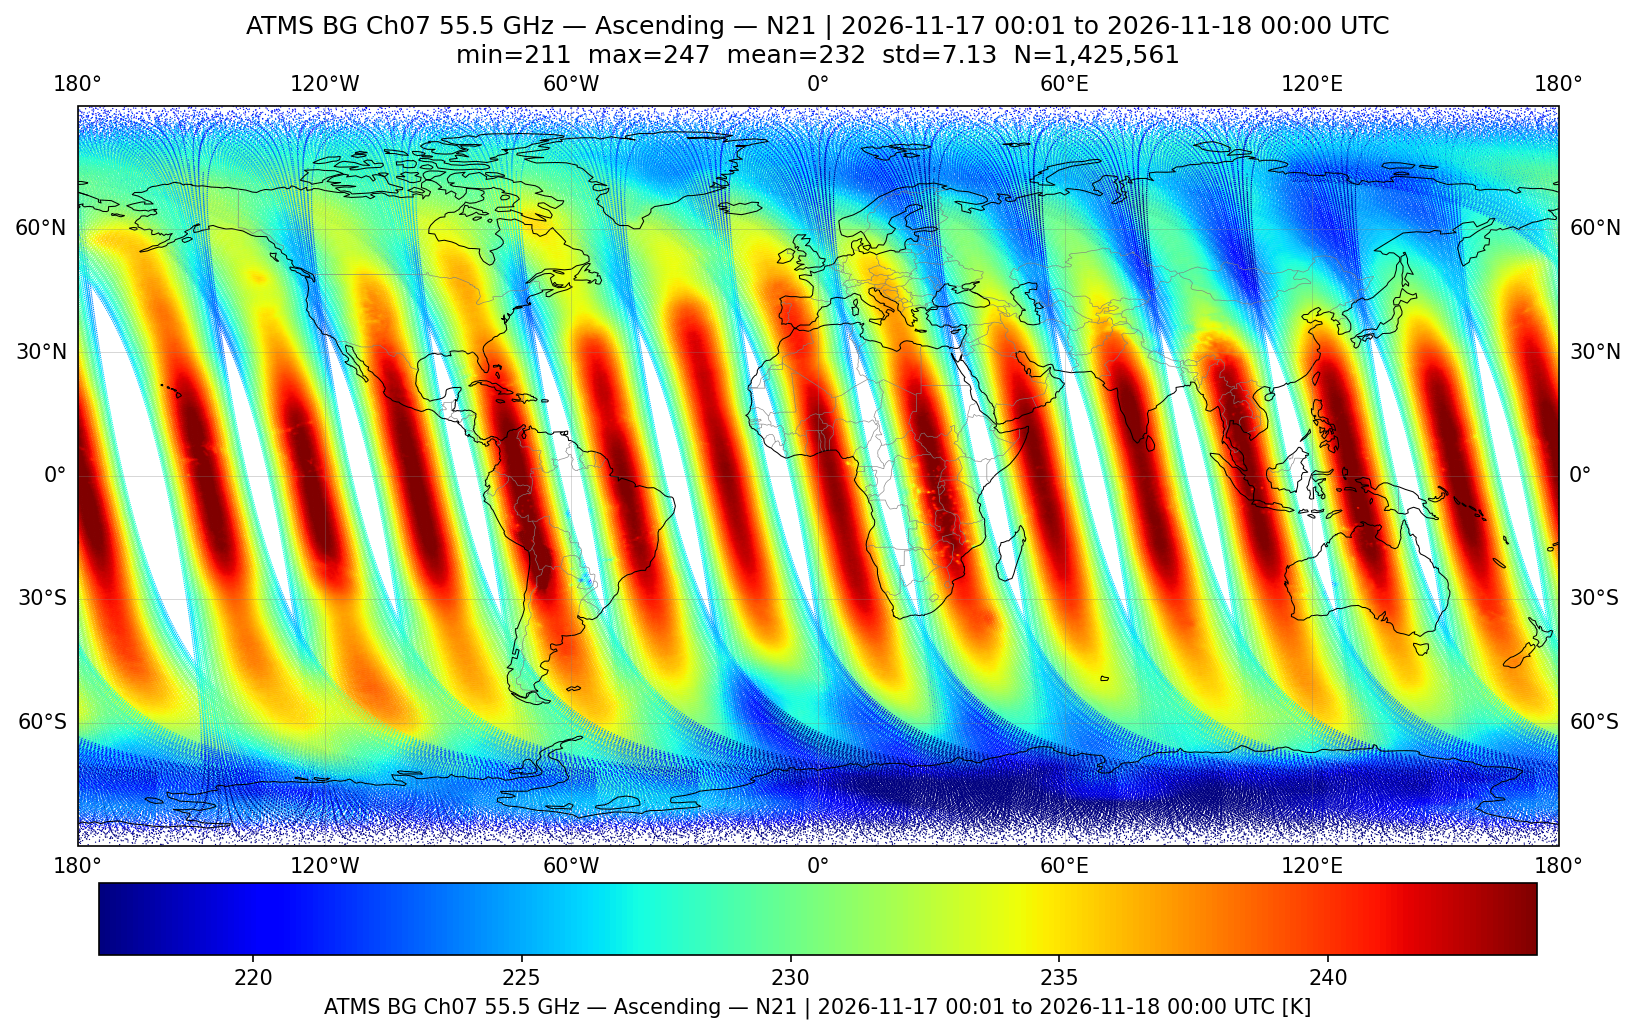 ATMS BG Ch07 55.5 GHz — Ascending — N21 | 2026-11-17 00:01 to 2026-11-18 00:00 UTC
min=211 max=247 mean=232 std=7.13 N=1,425,561
180° 120°W 60°W 0° 60°E 120°E 180°
60°N 60°N
30°N 30°N
0° 0°
30°S 30°S
60°S 60°S
180° 120°W 60°W 0° 60°E 120°E 180°
220 225 230 235 240
ATMS BG Ch07 55.5 GHz — Ascending — N21 | 2026-11-17 00:01 to 2026-11-18 00:00 UTC [K]